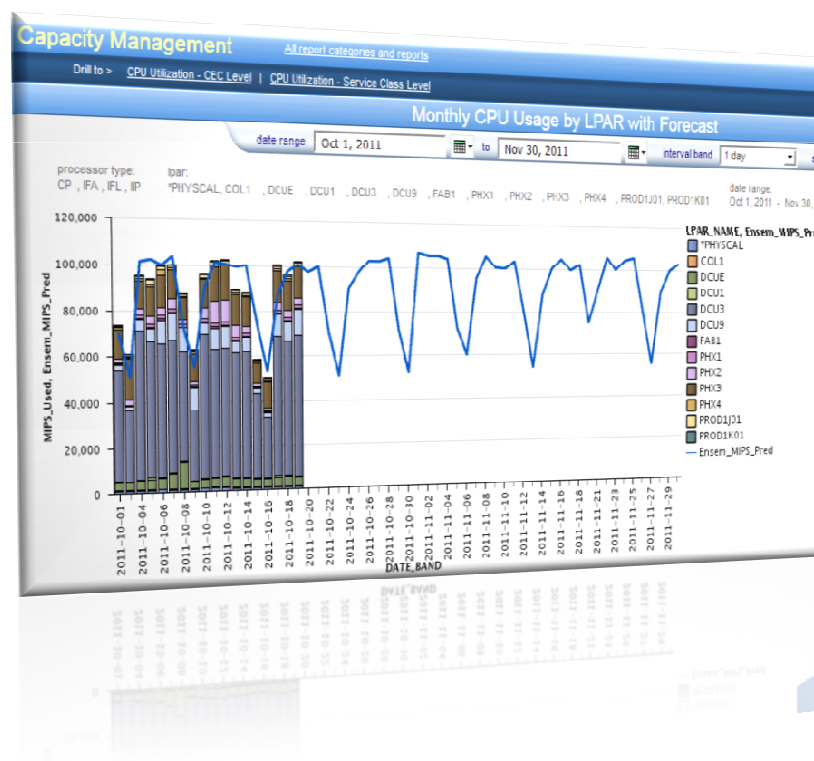 Capacity Management
All report categories and reports
Drill to > CPU Utilization - CEC Level | CPU Utilization - Service Class Level
Monthly CPU Usage by LPAR with Forecast
date range Oct 1, 2011 to Nov 30, 2011 interval band 1 day
processor type: lpar: date range:
CP , IFA , IFL , IIP *PHYSCAL, COL1 , DCUE , DCU1 , DCU3 , DCU9 , FAB1 , PHX1 , PHX2 , PHX3 , PHX4 , PROD1J01, PROD1K01 Oct 1, 2011 - Nov 30,
LPAR_NAME, Ensem_MIPS_Pre
*PHYSCAL
COL1
DCUE
DCU1
DCU3
DCU9
FAB1
PHX1
PHX2
PHX3
PHX4
PROD1J01
PROD1K01
Ensem_MIPS_Pred
MIPS_Used, Ensem_MIPS_Pred
120,000
100,000
80,000
60,000
40,000
20,000
0
2011-10-01
2011-10-04
2011-10-06
2011-10-08
2011-10-10
2011-10-12
2011-10-14
2011-10-16
2011-10-18
2011-10-20
2011-10-22
2011-10-24
2011-10-26
2011-10-28
2011-10-30
2011-11-02
2011-11-04
2011-11-06
2011-11-08
2011-11-10
2011-11-12
2011-11-14
2011-11-16
2011-11-18
2011-11-21
2011-11-23
2011-11-25
2011-11-27
2011-11-29
DATE_BAND